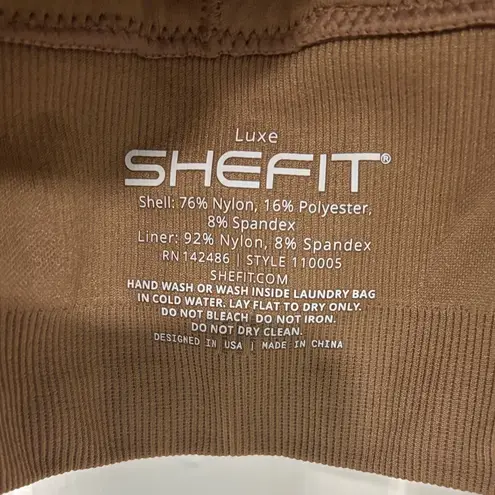 Luxe
SHEFIT®
Shell: 76% Nylon, 16% Polyester,
8% Spandex
Liner: 92% Nylon, 8% Spandex
RN 142486 | STYLE 110005
SHEFIT.COM
HAND WASH OR WASH INSIDE LAUNDRY BAG
IN COLD WATER. LAY FLAT TO DRY ONLY.
DO NOT BLEACH. DO NOT IRON.
DO NOT DRY CLEAN.
DESIGNED IN USA | MADE IN CHINA